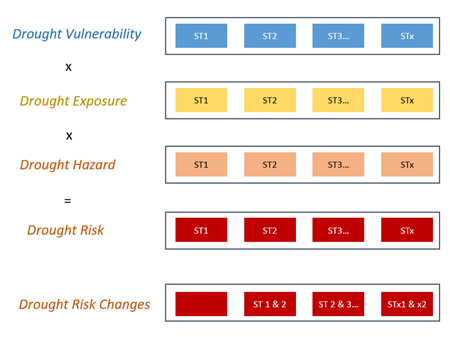 Drought Vulnerability ST1 ST2 ST3... STx
x
Drought Exposure ST1 ST2 ST3... STx
x
Drought Hazard ST1 ST2 ST3... STx
=
Drought Risk ST1 ST2 ST3... STx
Drought Risk Changes ST 1 & 2 ST 2 & 3... STx1 & x2